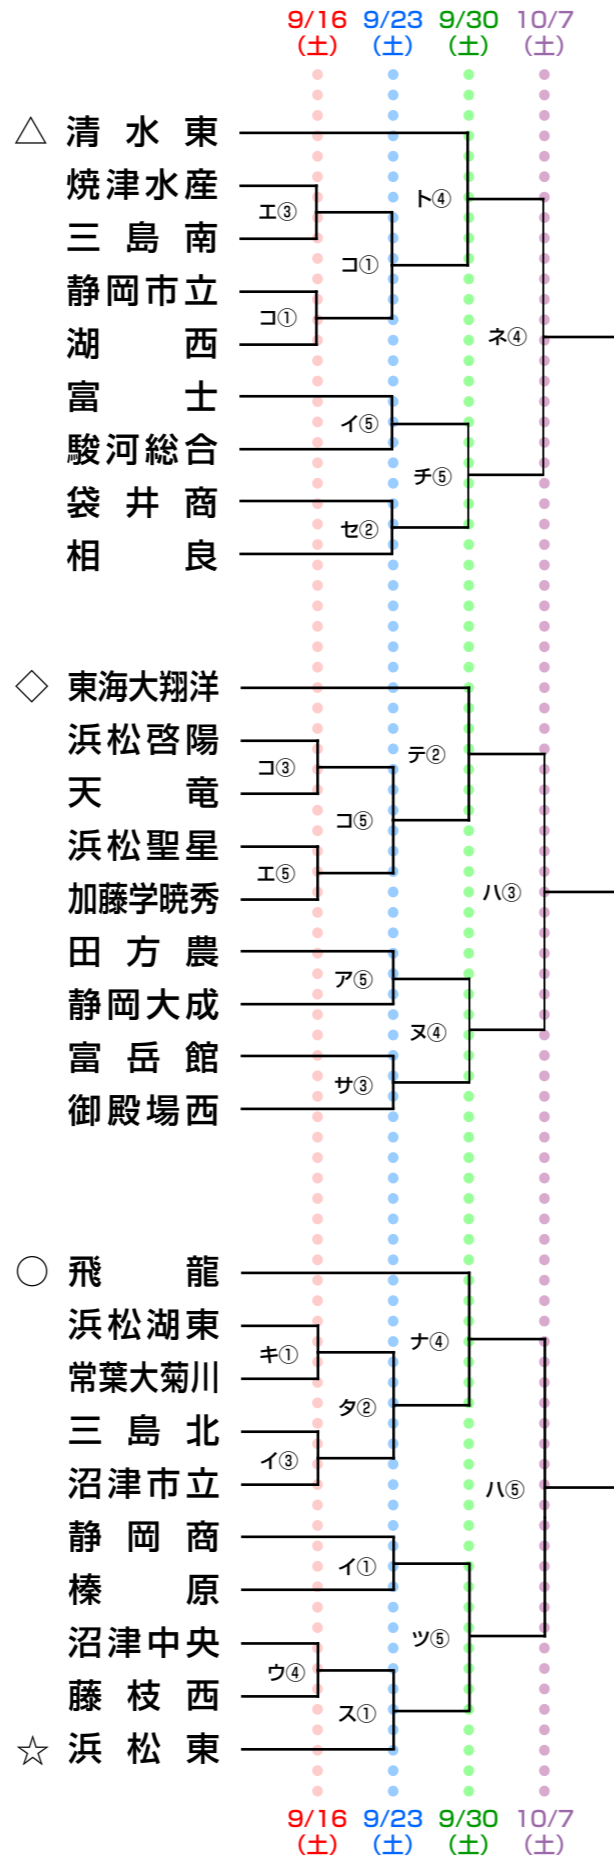 9/16 9/23 9/30 10/7
(土) (土) (土) (土)
△ 清水東
ト④
焼津水産
エ③
三島南
コ①
静岡市立
コ①
湖西
ネ④
富士
イ⑤
駿河総合
チ⑤
袋井商
セ②
相良
◇ 東海大翔洋
浜松啓陽
テ②
コ③
天竜
コ⑤
浜松聖星
エ⑤
加藤学暁秀
ハ③
田方農
ア⑤
静岡大成
ヌ④
富岳館
サ③
御殿場西
○ 飛龍
浜松湖東
ナ④
キ①
常葉大菊川
タ②
三島北
イ③
沼津市立
ハ⑤
静岡商
イ①
榛原
ツ⑤
沼津中央
ウ④
藤枝西
ス①
☆ 浜松東
9/16 9/23 9/30 10/7
(土) (土) (土) (土)